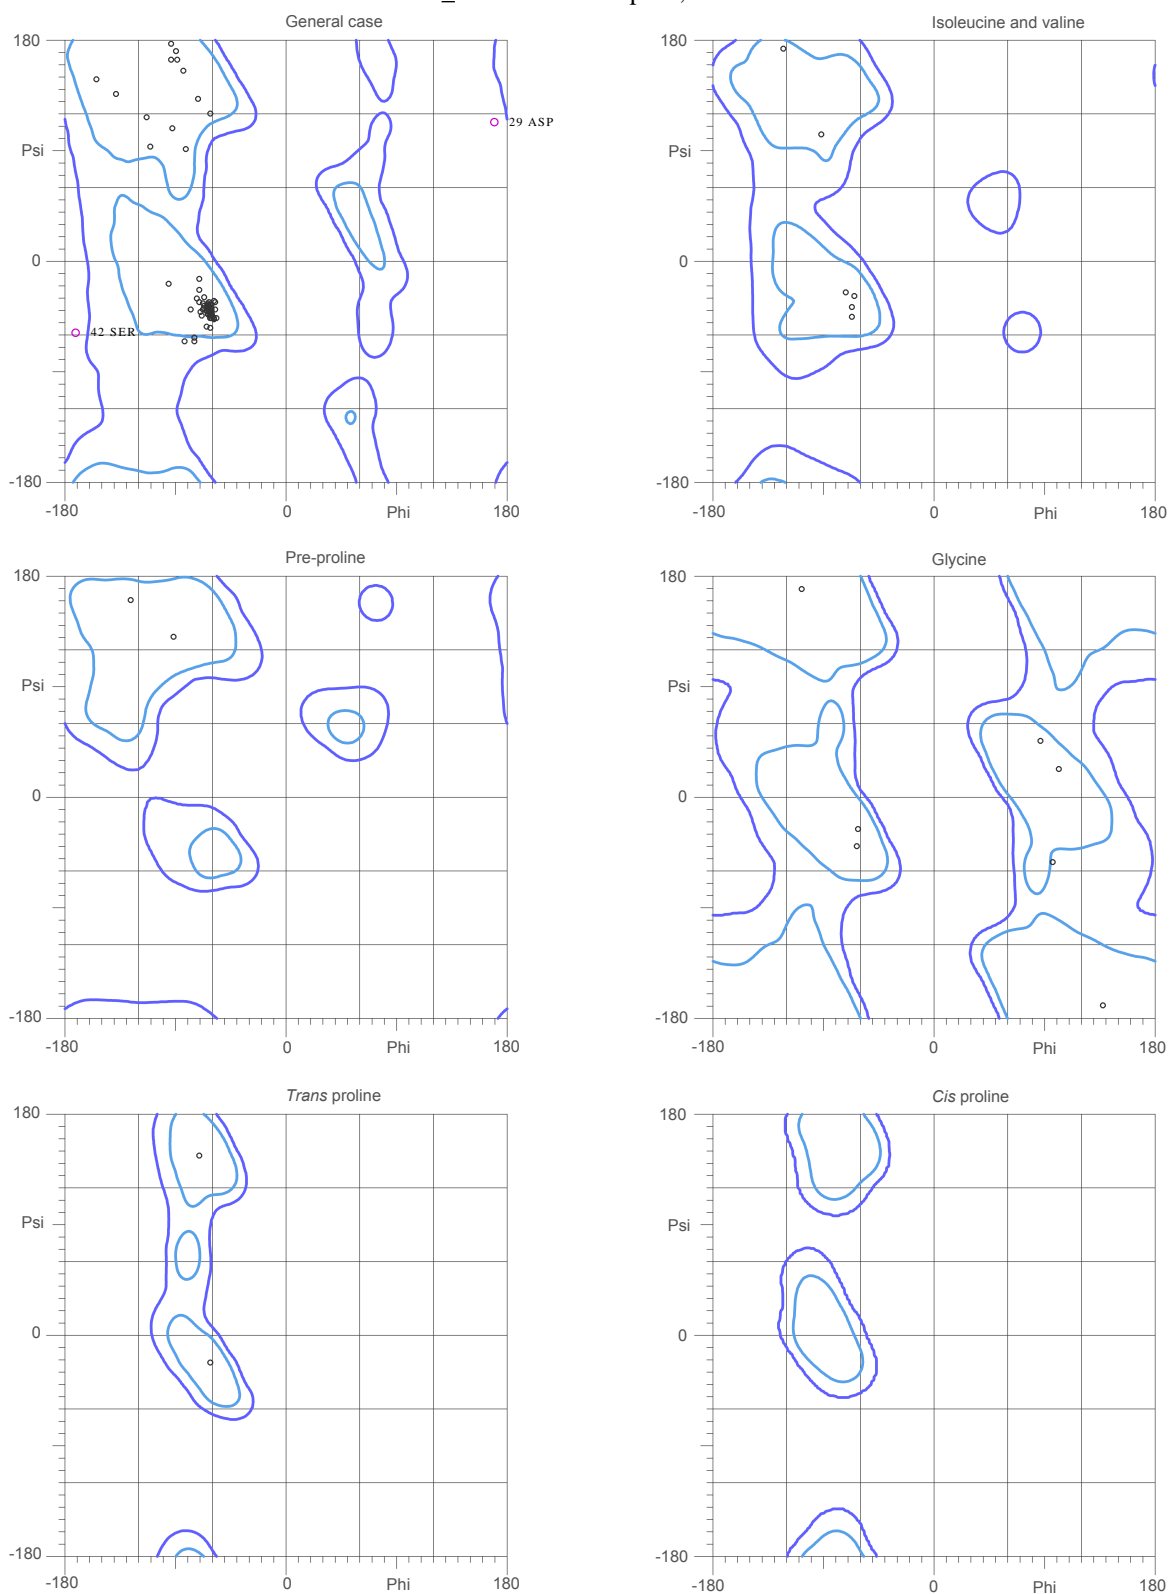 General case
Isoleucine and valine
180
180
29 ASP
Psi
Psi
0
0
42 SER
-180
-180
-180
0
Phi
180
-180
0
Phi
180
Pre-proline
Glycine
180
180
Psi
Psi
0
0
-180
-180
-180
0
Phi
180
-180
0
Phi
180
Trans proline
Cis proline
180
180
Psi
Psi
0
0
-180
-180
-180
0
Phi
180
-180
0
Phi
180